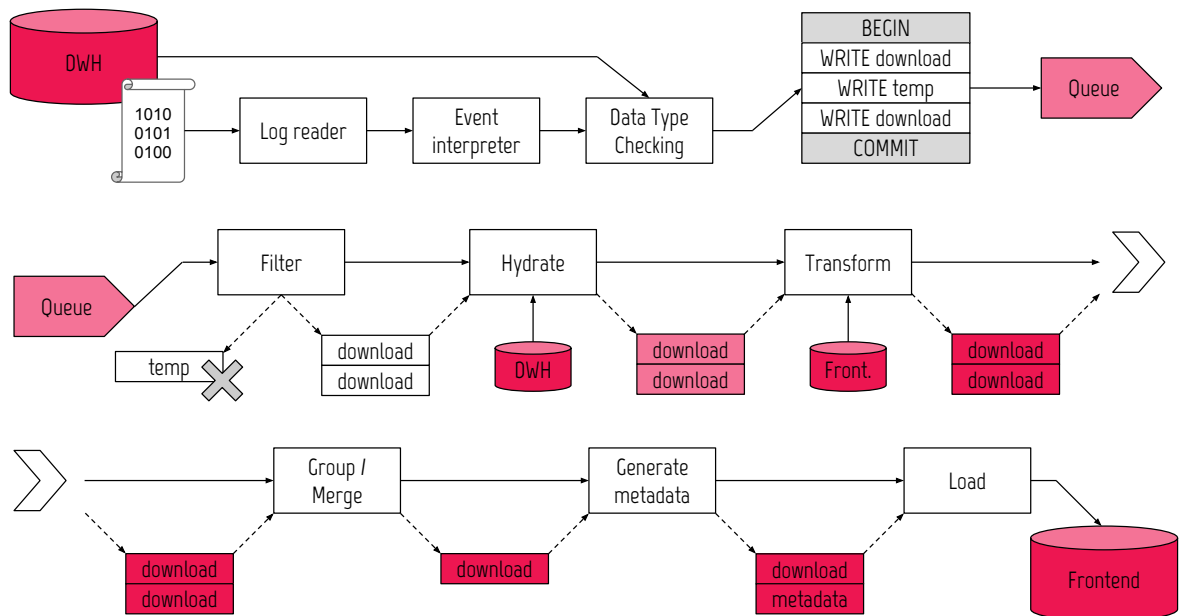 DWH
1010
0101
0100
Log reader
Event
interpreter
Data Type
Checking
BEGIN
WRITE download
WRITE temp
WRITE download
COMMIT
Queue
Queue
Filter
temp
download
download
Hydrate
DWH
download
download
Transform
Front.
download
download
Group /
Merge
download
download
download
Generate
metadata
download
metadata
Load
Frontend